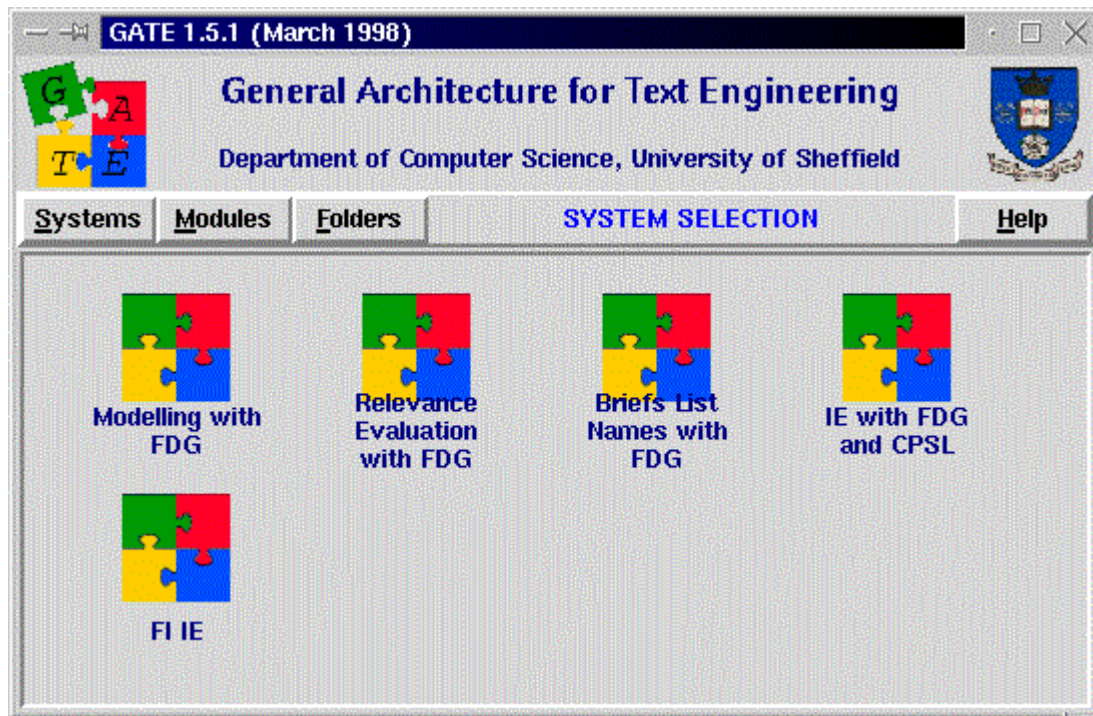 GATE 1.5.1 (March 1998)
G
A
T
E
General Architecture for Text Engineering
Department of Computer Science, University of Sheffield
Systems Modules Folders SYSTEM SELECTION Help
Modelling with
FDG
Relevance
Evaluation
with FDG
Briefs List
Names with
FDG
IE with FDG
and CPSL
FI IE